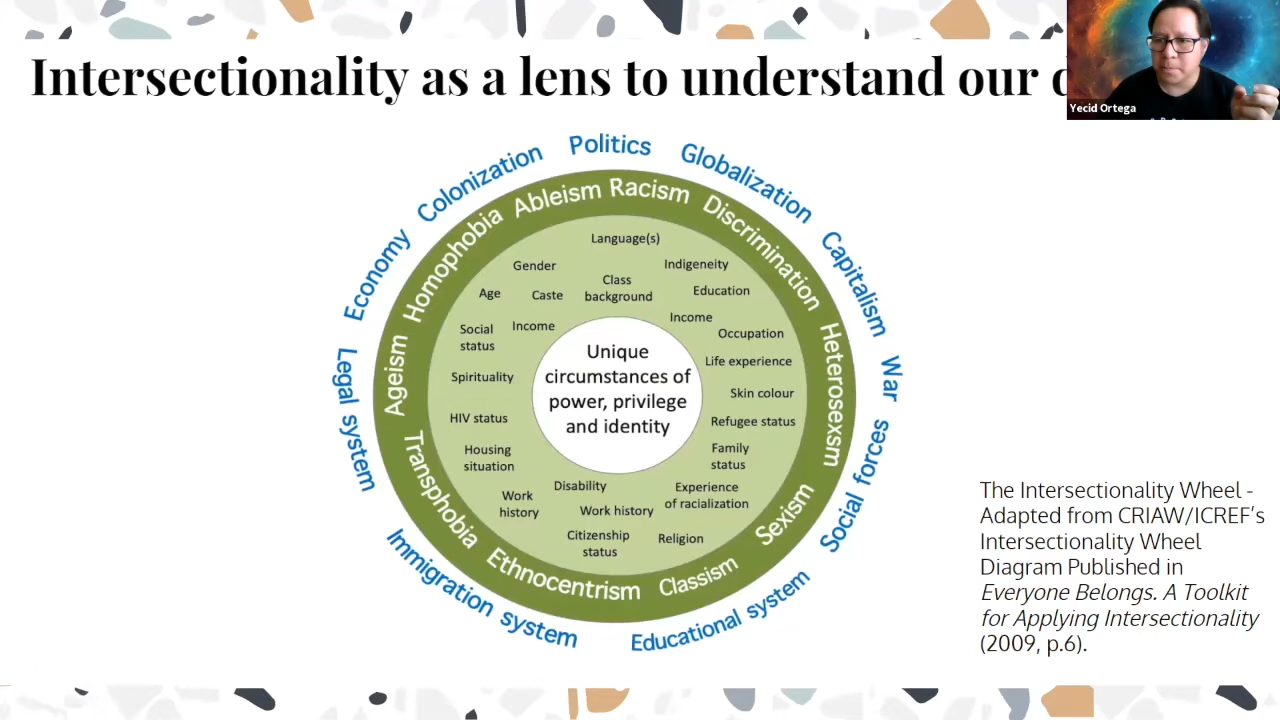 Intersectionality as a lens to understand our
Yecid Ortega
Politics
Globalization
Capitalism
War
Social forces
Educational system
Immigration system
Legal system
Economy
Colonization
Racism
Discrimination
Heterosexsm
Sexism
Classism
Ethnocentrism
Transphobia
Ageism
Homophobia
Ableism
Language(s)
Gender
Indigeneity
Class
background
Age
Caste
Education
Social
status
Income
Income
Occupation
Life experience
Spirituality
Skin colour
HIV status
Refugee status
Housing
situation
Family
status
Work
history
Disability
Experience
of racialization
Work history
Citizenship
status
Religion
Unique
circumstances of
power, privilege
and identity
The Intersectionality Wheel -
Adapted from CRIAW/ICREF's
Intersectionality Wheel
Diagram Published in
Everyone Belongs. A Toolkit
for Applying Intersectionality
(2009, p.6).